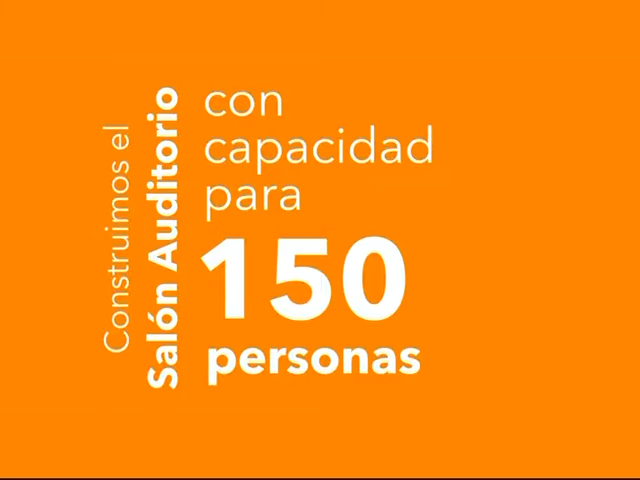 Construimos el
Salón Auditorio
con
capacidad
para
150
personas